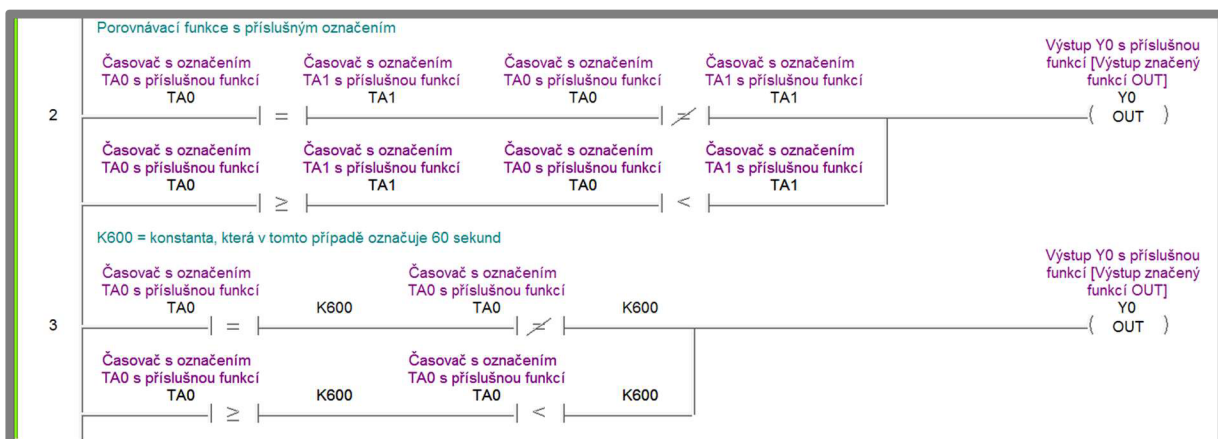 Porovnávací funkce s příslušným označením
Časovač s označením
TA0 s příslušnou funkcí
TA0
Časovač s označením
TA1 s příslušnou funkcí
TA1
Časovač s označením
TA0 s příslušnou funkcí
TA0
Časovač s označením
TA1 s příslušnou funkcí
TA1
Výstup Y0 s příslušnou
funkcí [Výstup značený
funkcí OUT]
Y0
2
=
≠
( OUT )
Časovač s označením
TA0 s příslušnou funkcí
TA0
Časovač s označením
TA1 s příslušnou funkcí
TA1
Časovač s označením
TA0 s příslušnou funkcí
TA0
Časovač s označením
TA1 s příslušnou funkcí
TA1
≥
<
K600 = konstanta, která v tomto případě označuje 60 sekund
Časovač s označením
TA0 s příslušnou funkcí
TA0
K600
Časovač s označením
TA0 s příslušnou funkcí
TA0
K600
Výstup Y0 s příslušnou
funkcí [Výstup značený
funkcí OUT]
Y0
3
=
≠
( OUT )
Časovač s označením
TA0 s příslušnou funkcí
TA0
K600
Časovač s označením
TA0 s příslušnou funkcí
TA0
K600
≥
<